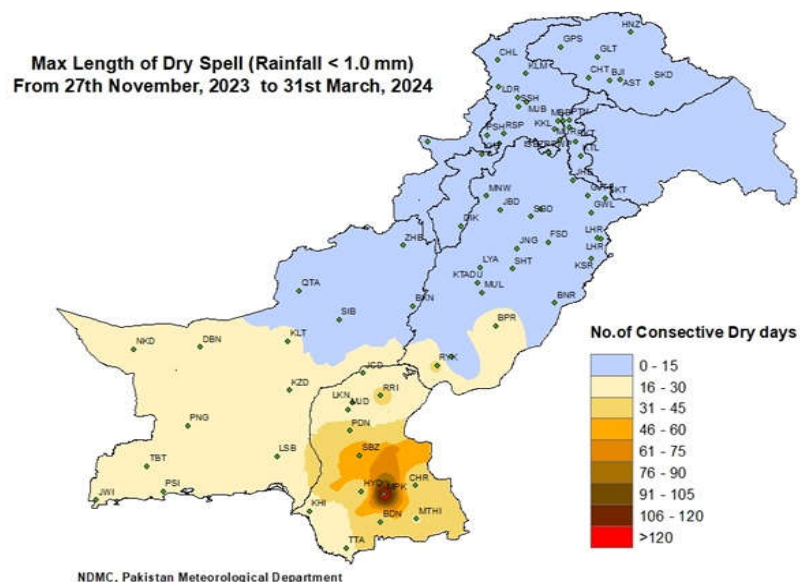 Max Length of Dry Spell (Rainfall < 1.0 mm)
From 27th November, 2023 to 31st March, 2024
HNZ
GPS
GLT
CHL
KLM
CHT BJI
AST
SKD
LDR
SSH
MJB
KKL
PSH RSP
KTL
MNW
JBD
SGD
GWL
DIK
ZHB
JNG
FSD
LHR
LHR
KSR
LYA
SHT
KTADU
MUL
QTA
BKN
BNR
SIB
BPR
NKD
DBN
KLT
RYK
JCD
KZD
RRI
LKN
MJD
PNG
PDN
SBZ
LSB
TBT
PSI
JWI
HYD
MPK
CHR
KHI
BDN
MTHI
TTA
No.of Consective Dry days
0 - 15
16 - 30
31 - 45
46 - 60
61 - 75
76 - 90
91 - 105
106 - 120
>120
NDMC, Pakistan Meteorological Department